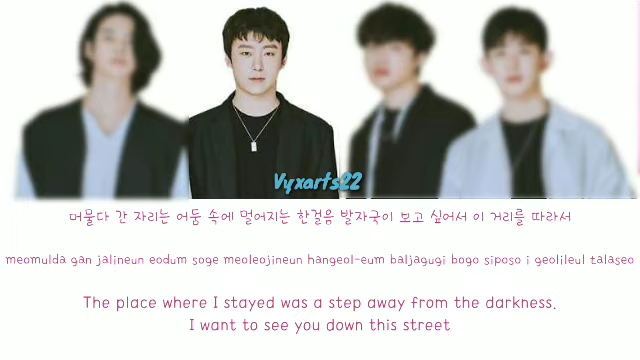 Vyxarts22
머물다 간 자리는 어둠 속에 멀어지는 한걸음 발자국이 보고 싶어서 이 거리를 따라서
meomulda gan jalineun eodum soge meoleojineun hangeol-eum baljagugi bogo siposo i geolileul talaseo
The place where I stayed was a step away from the darkness.
I want to see you down this street